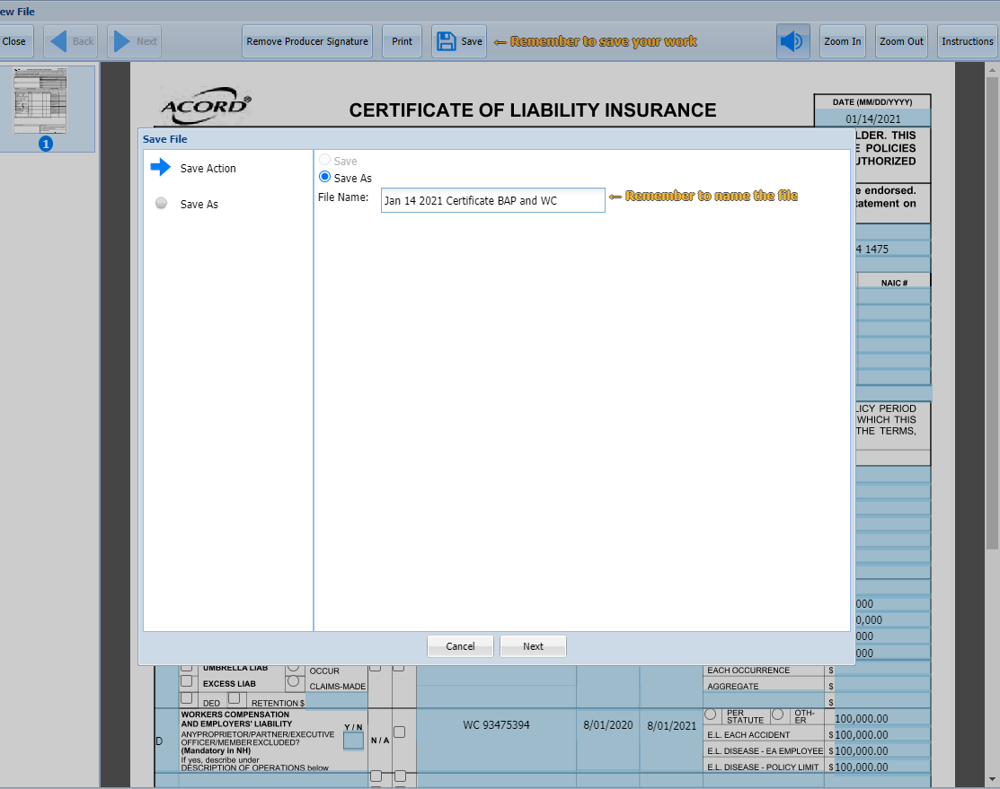 ew File
Close
Back
Next
Remove Producer Signature
Print
Save
⇐ Remember to save your work
Zoom In
Zoom Out
Instructions
1
ACORD®
CERTIFICATE OF LIABILITY INSURANCE
DATE (MM/DD/YYYY)
01/14/2021
LDER. THIS
E POLICIES
UTHORIZED
e endorsed.
tatement on
4 1475
NAIC #
LICY PERIOD
WHICH THIS
THE TERMS,
000
0,000
000
000
Save File
Save Action
Save As
Save
Save As
File Name:
Jan 14 2021 Certificate BAP and WC
⇐ Remember to name the file
Cancel
Next
UMBRELLA LIAB
OCCUR
EACH OCCURRENCE
$
EXCESS LIAB
CLAIMS-MADE
AGGREGATE
$
DED
RETENTION $
$
D
WORKERS COMPENSATION
AND EMPLOYERS' LIABILITY
ANYPROPRIETOR/PARTNER/EXECUTIVE
OFFICER/MEMBER EXCLUDED?
(Mandatory in NH)
If yes, describe under
DESCRIPTION OF OPERATIONS below
Y / N
N / A
WC 93475394
8/01/2020
8/01/2021
PER
STATUTE
OTH-
ER
100,000.00
E.L. EACH ACCIDENT
$100,000.00
E.L. DISEASE - EA EMPLOYEE
$100,000.00
E.L. DISEASE - POLICY LIMIT
$100,000.00